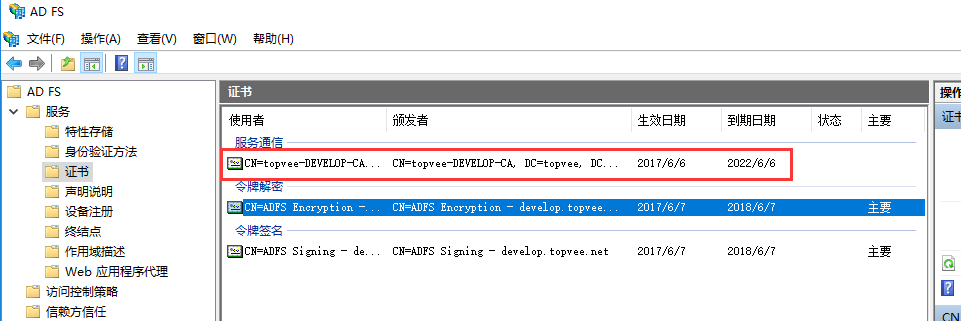 AD FS
文件(F) 操作(A) 查看(V) 窗口(W) 帮助(H)
AD FS
服务
特性存储
身份验证方法
证书
声明说明
设备注册
终结点
作用域描述
Web 应用程序代理
访问控制策略
信赖方信任
证书
使用者 颁发者 生效日期 到期日期 状态 主要
服务通信
CN=topvee-DEVELOP-CA... CN=topvee-DEVELOP-CA, DC=topvee, DC... 2017/6/6 2022/6/6
令牌解密
CN=ADFS Encryption -... CN=ADFS Encryption - develop.topvee... 2017/6/7 2018/6/7 主要
令牌签名
CN=ADFS Signing - de... CN=ADFS Signing - develop.topvee.net 2017/6/7 2018/6/7 主要
操作
证书
CN